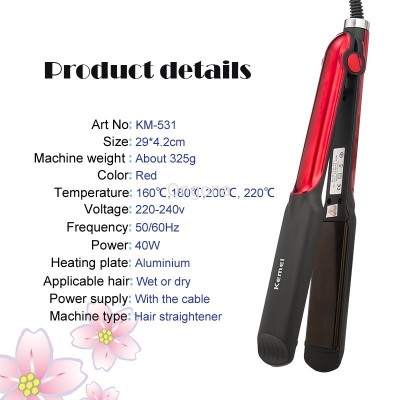 Product details
Art No: KM-531
Size: 29*4.2cm
Machine weight : About 325g
Color: Red
Temperature: 160℃,180℃,200℃, 220℃
Voltage: 220-240v
Frequency: 50/60Hz
Power: 40W
Heating plate: Aluminium
Applicable hair: Wet or dry
Power supply: With the cable
Machine type: Hair straightener
Kemei